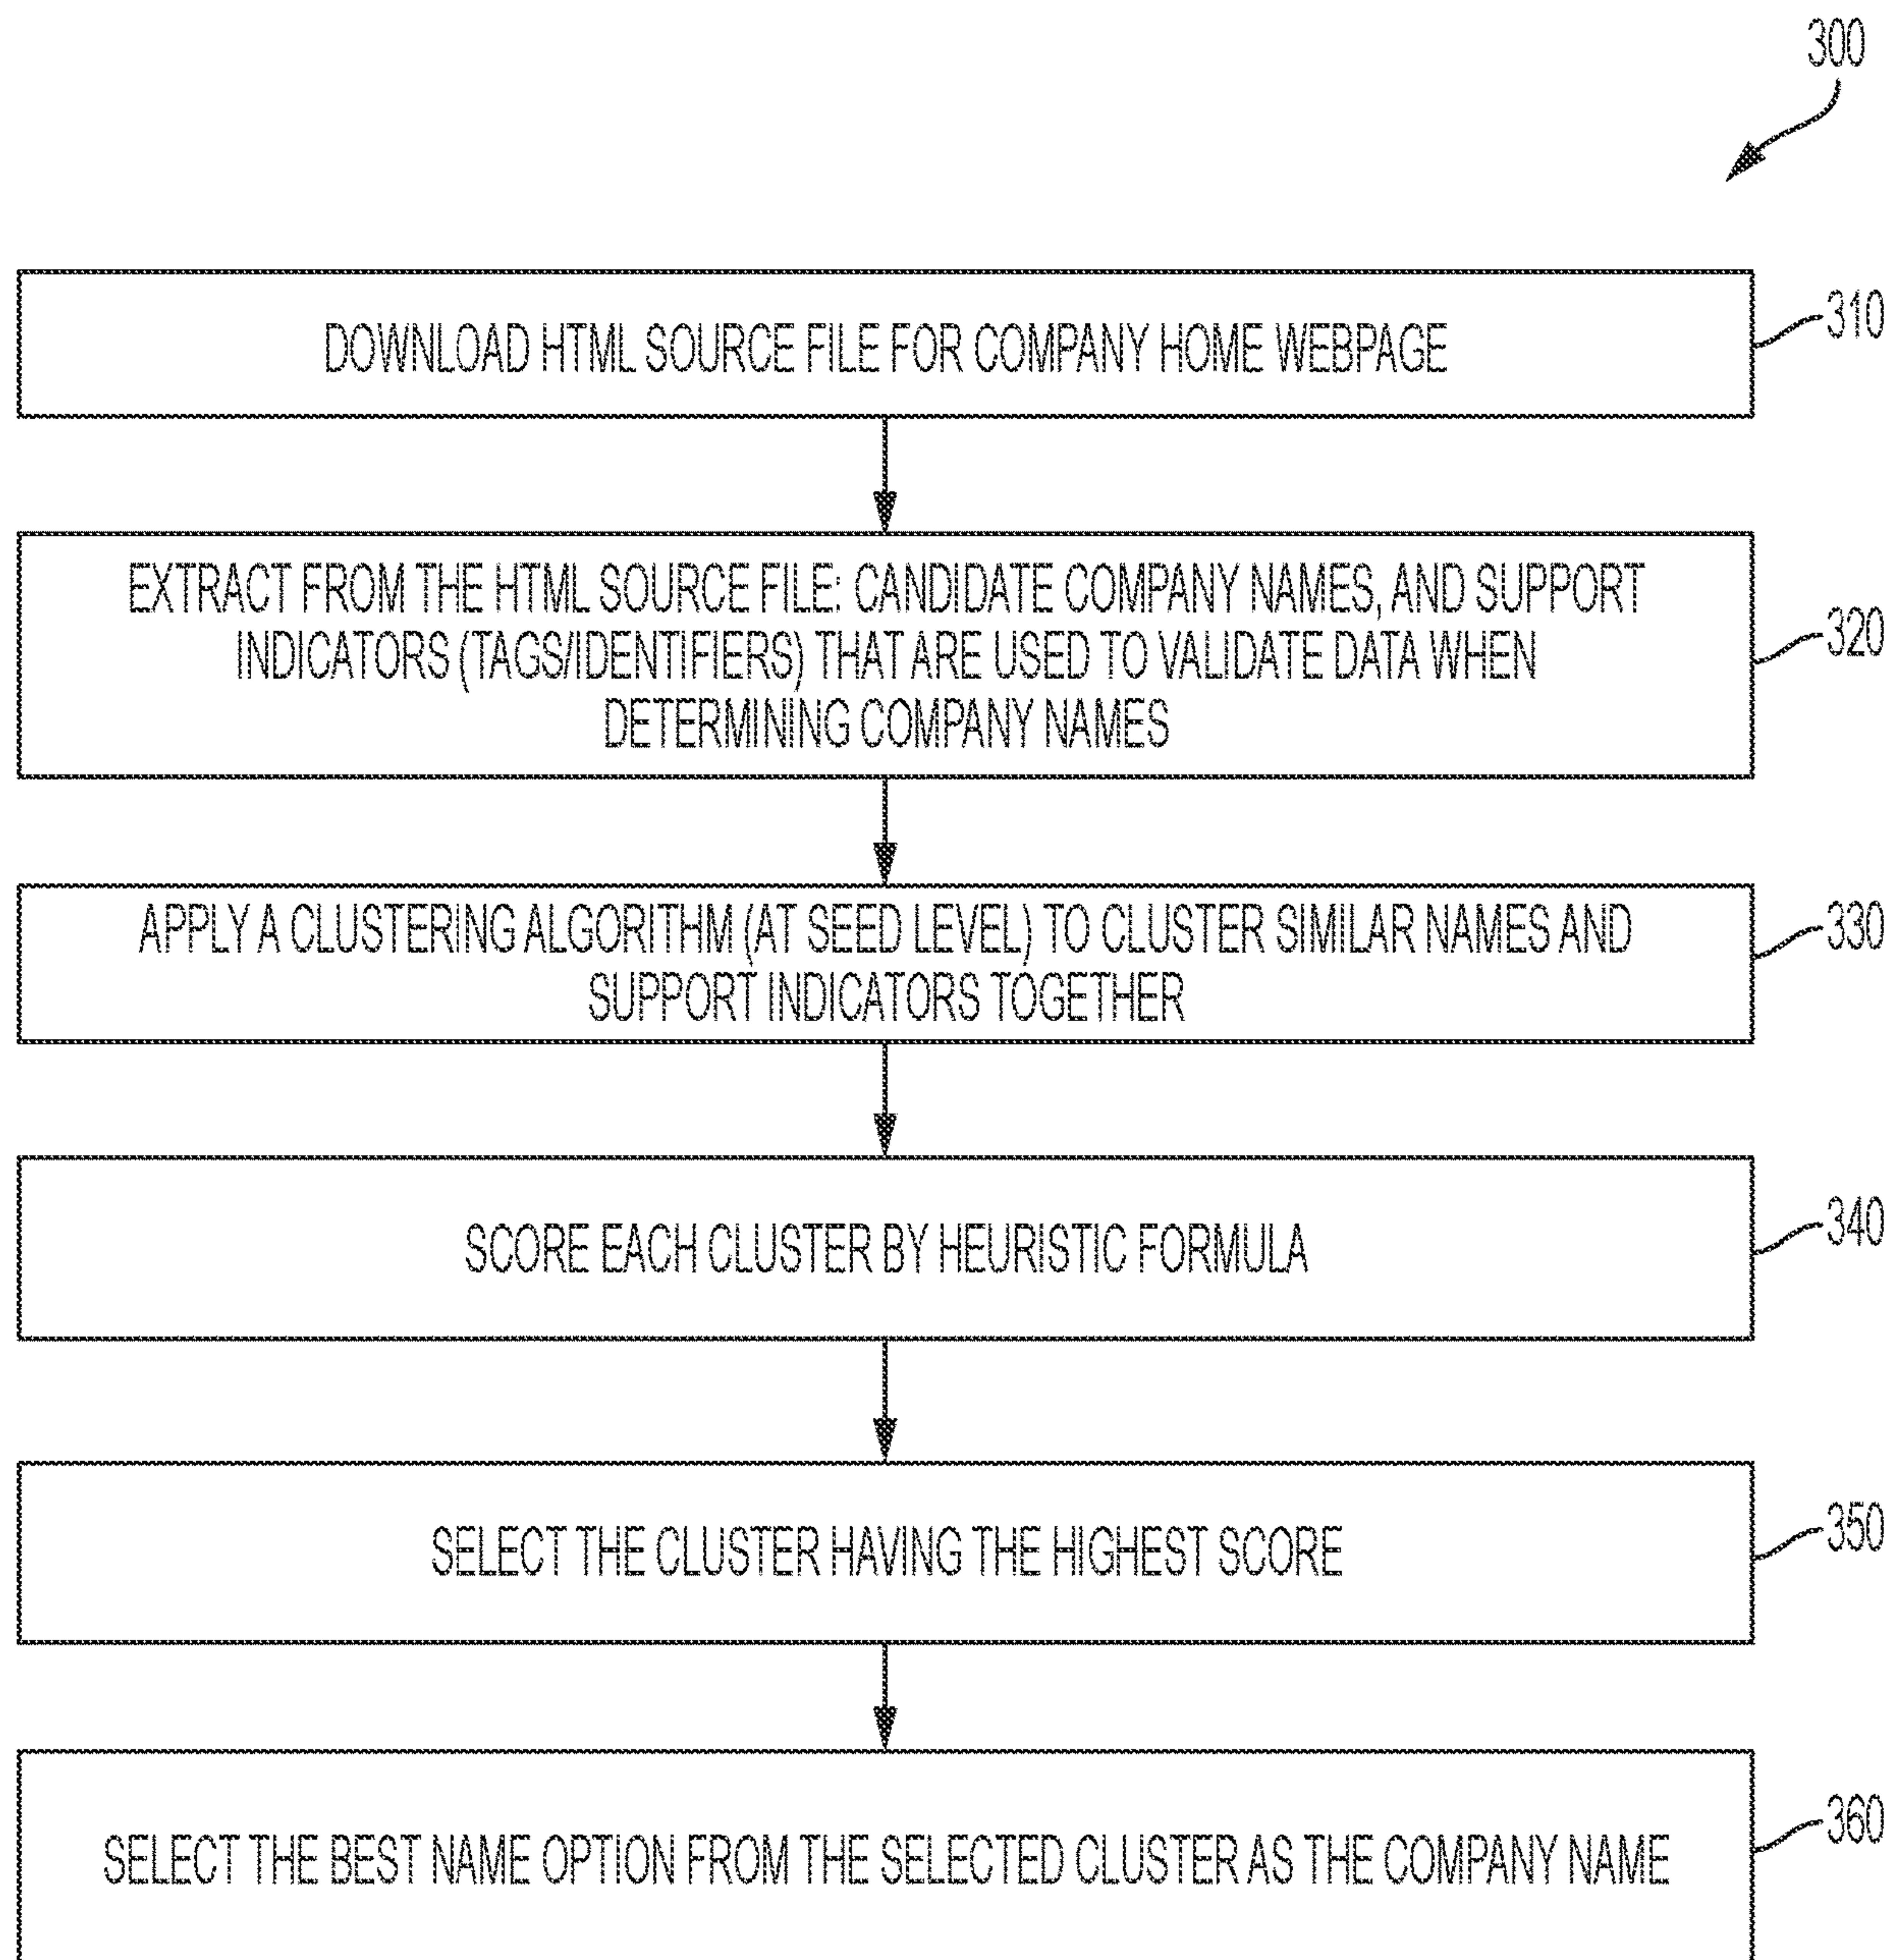 300
DOWNLOAD HTML SOURCE FILE FOR COMPANY HOME WEBPAGE
310
EXTRACT FROM THE HTML SOURCE FILE: CANDIDATE COMPANY NAMES, AND SUPPORT
INDICATORS (TAGS/IDENTIFIERS) THAT ARE USED TO VALIDATE DATA WHEN
DETERMINING COMPANY NAMES
320
APPLY A CLUSTERING ALGORITHM (AT SEED LEVEL) TO CLUSTER SIMILAR NAMES AND
SUPPORT INDICATORS TOGETHER
330
SCORE EACH CLUSTER BY HEURISTIC FORMULA
340
SELECT THE CLUSTER HAVING THE HIGHEST SCORE
350
SELECT THE BEST NAME OPTION FROM THE SELECTED CLUSTER AS THE COMPANY NAME
360